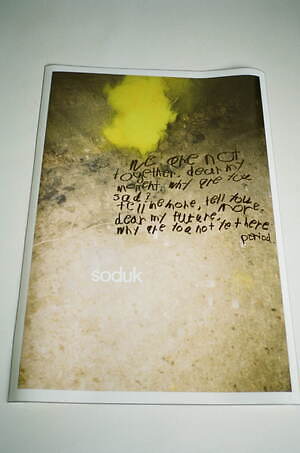 we are not
together. dear my
moment, why are you
sad?
tell me more, tell you
more.
dear my future.
why are you not yet here
period.
soduk